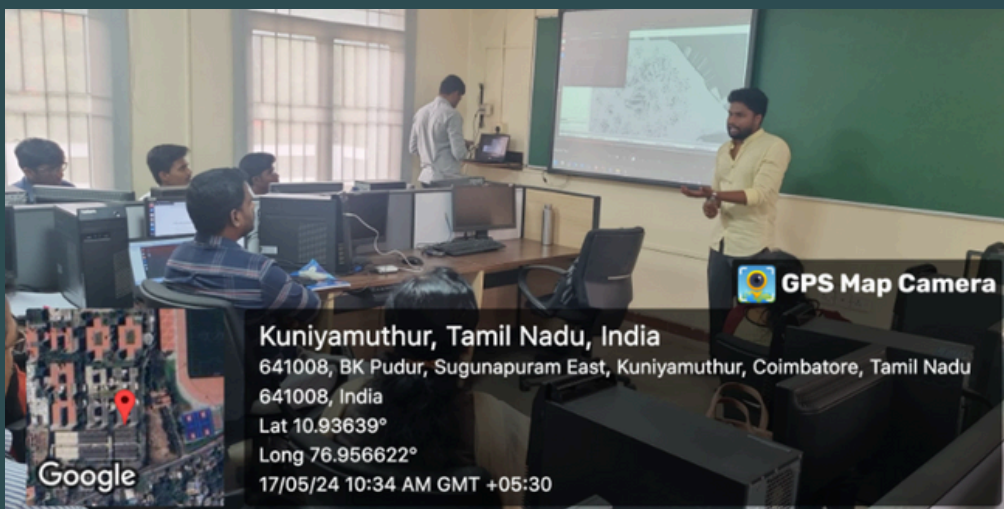 GPS Map Camera
Kuniyamuthur, Tamil Nadu, India
641008, BK Pudur, Sugunapuram East, Kuniyamuthur, Coimbatore, Tamil Nadu
641008, India
Lat 10.93639°
Long 76.956622°
17/05/24 10:34 AM GMT +05:30
Google